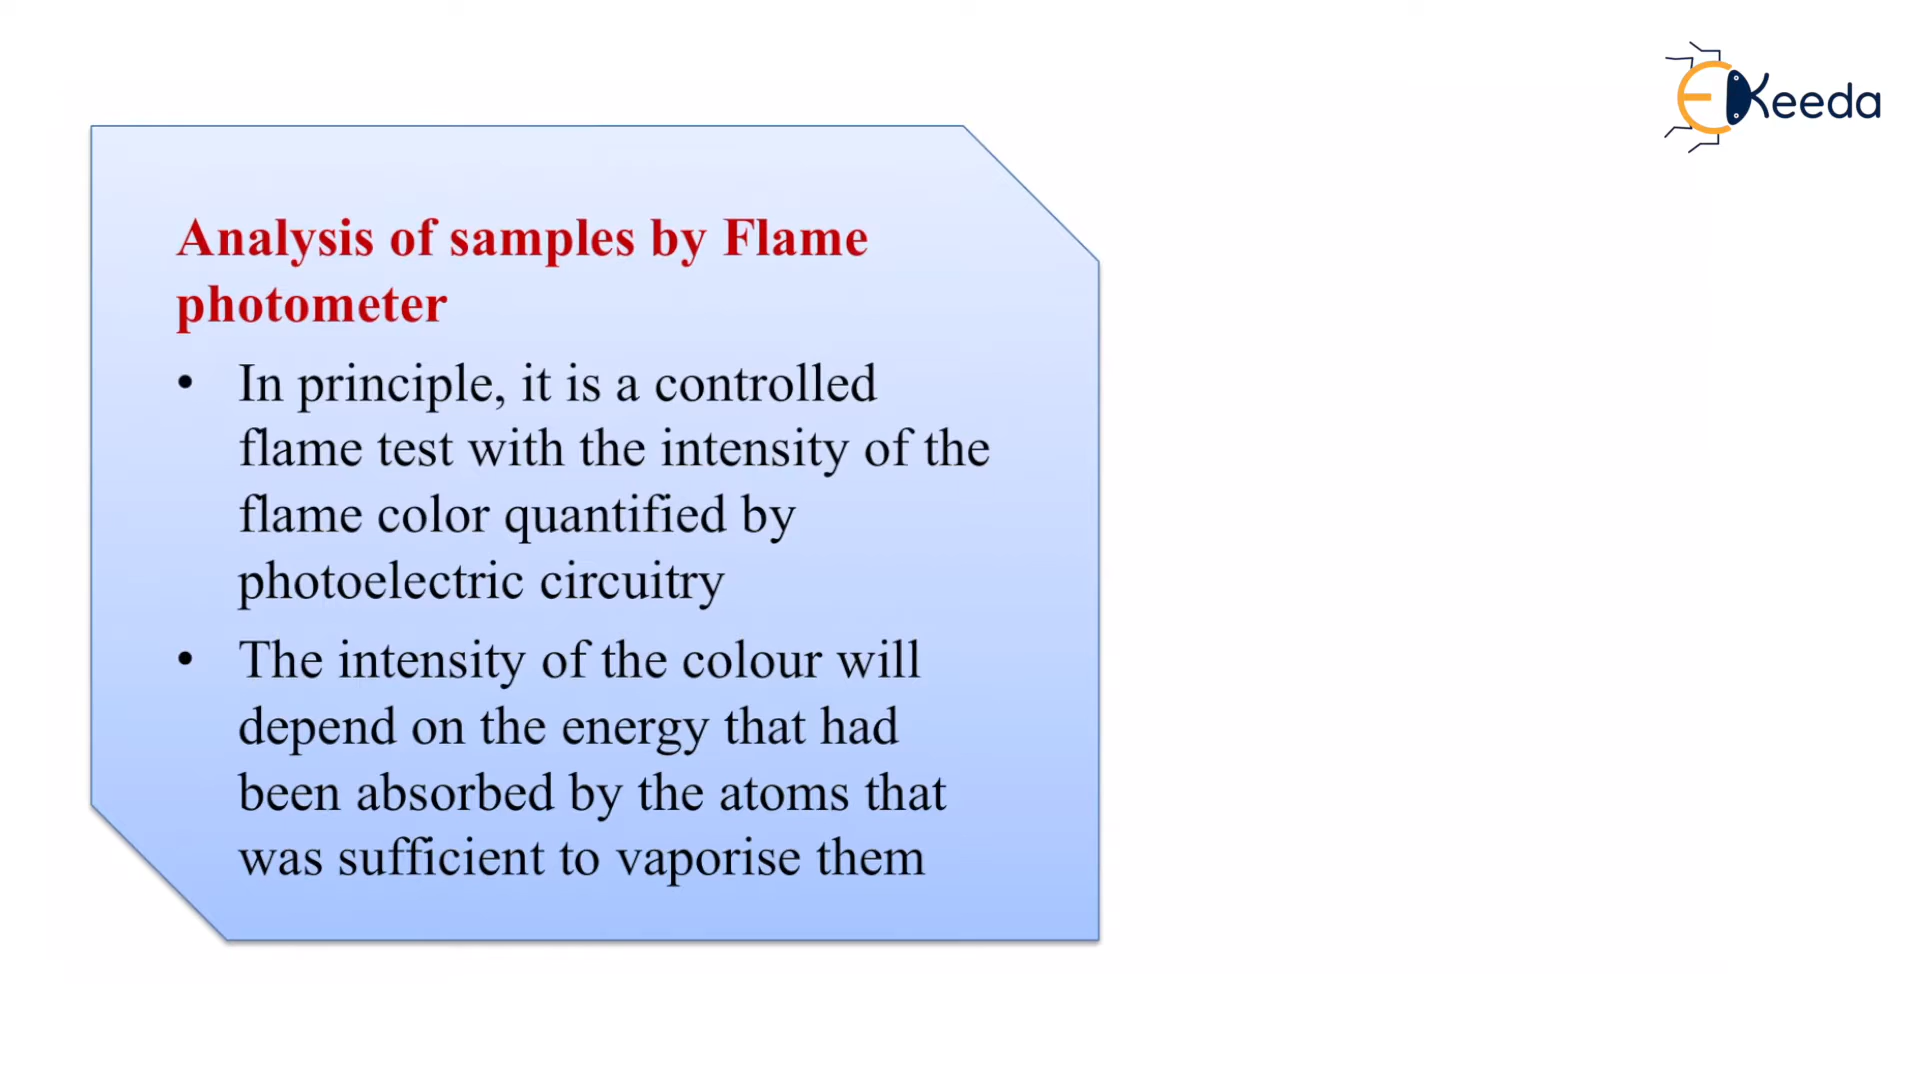 EKeeda
Analysis of samples by Flame
photometer
• In principle, it is a controlled
flame test with the intensity of the
flame color quantified by
photoelectric circuitry
• The intensity of the colour will
depend on the energy that had
been absorbed by the atoms that
was sufficient to vaporise them